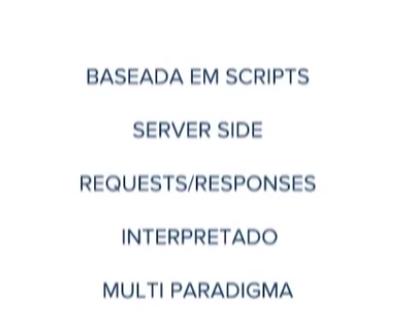 BASEADA EM SCRIPTS
SERVER SIDE
REQUESTS/RESPONSES
INTERPRETADO
MULTI PARADIGMA